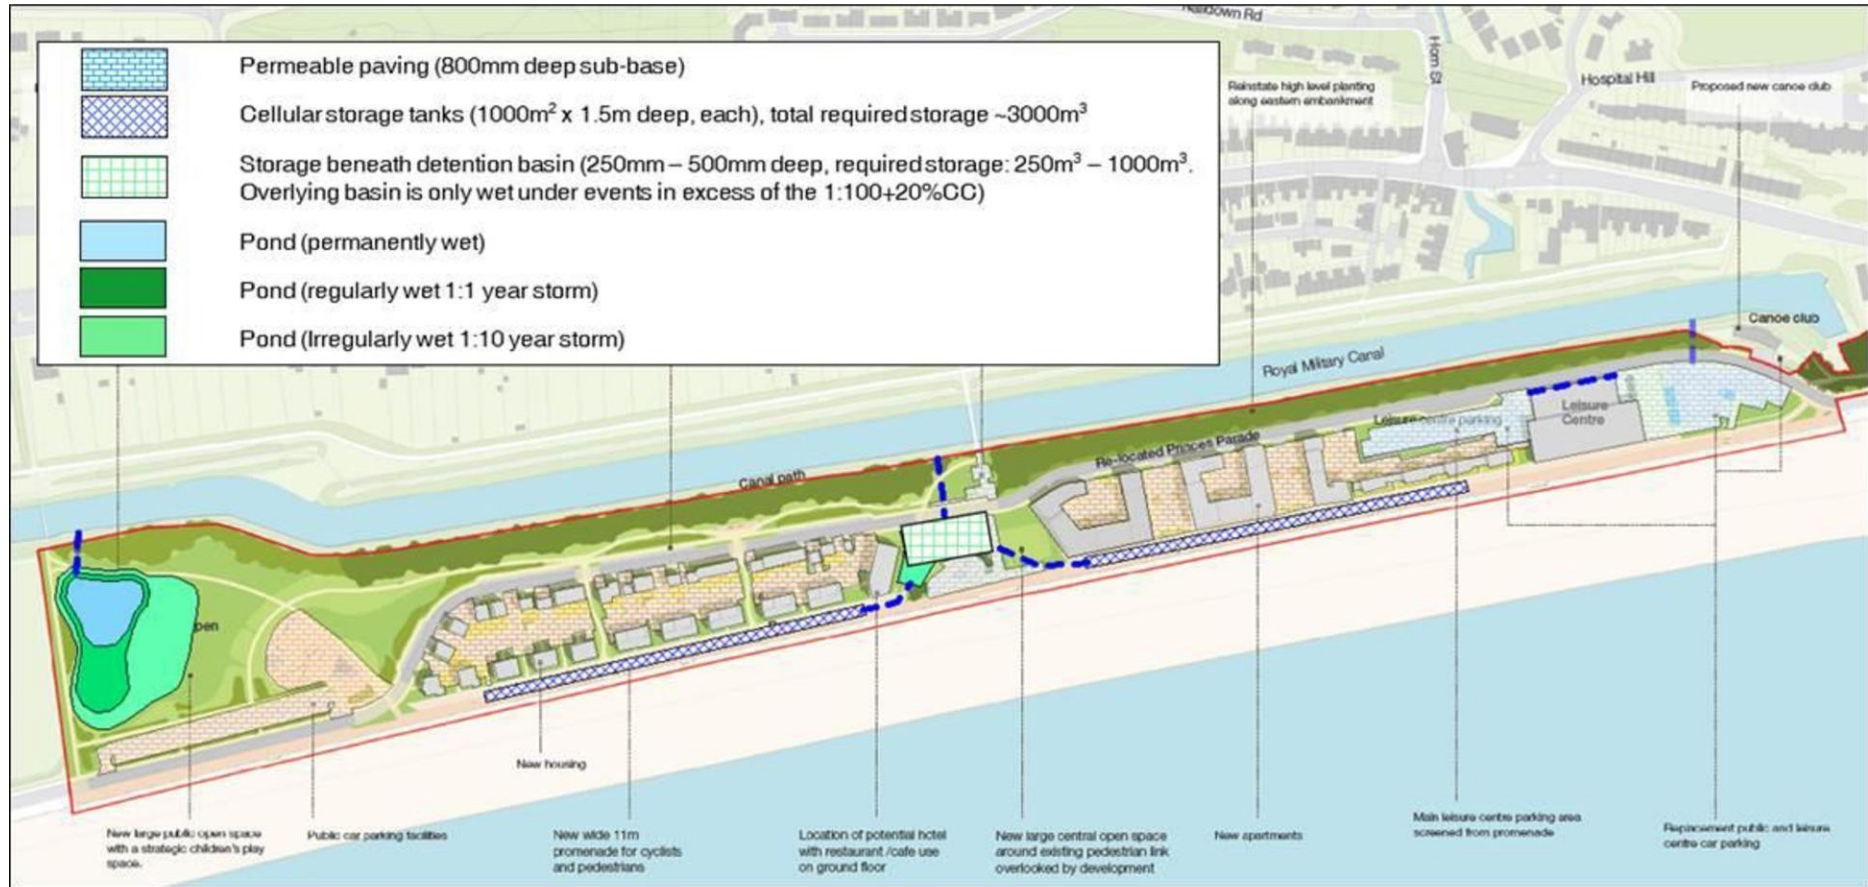 Horn St
Hospital Hill
Reinstate high level planting
along eastern embankment
Proposed new canoe club
Permeable paving (800mm deep sub-base)
Cellular storage tanks (1000m² x 1.5m deep, each), total required storage ~3000m³
Storage beneath detention basin (250mm – 500mm deep, required storage: 250m³ – 1000m³.
Overlying basin is only wet under events in excess of the 1:100+20%CC)
Pond (permanently wet)
Pond (regularly wet 1:1 year storm)
Pond (Irregularly wet 1:10 year storm)
Canoe club
Royal Military Canal
Leisure centre parking
Leisure
Centre
Re-located Princes Parade
Canal path
New housing
New large public open space
with a strategic children's play
space.
Public car parking facilities
New wide 11m
promenade for cyclists
and pedestrians
Location of potential hotel
with restaurant /cafe use
on ground floor
New large central open space
around existing pedestrian link
overlooked by development
New apartments
Main leisure centre parking area
screened from promenade
Replacement public and leisure
centre car parking